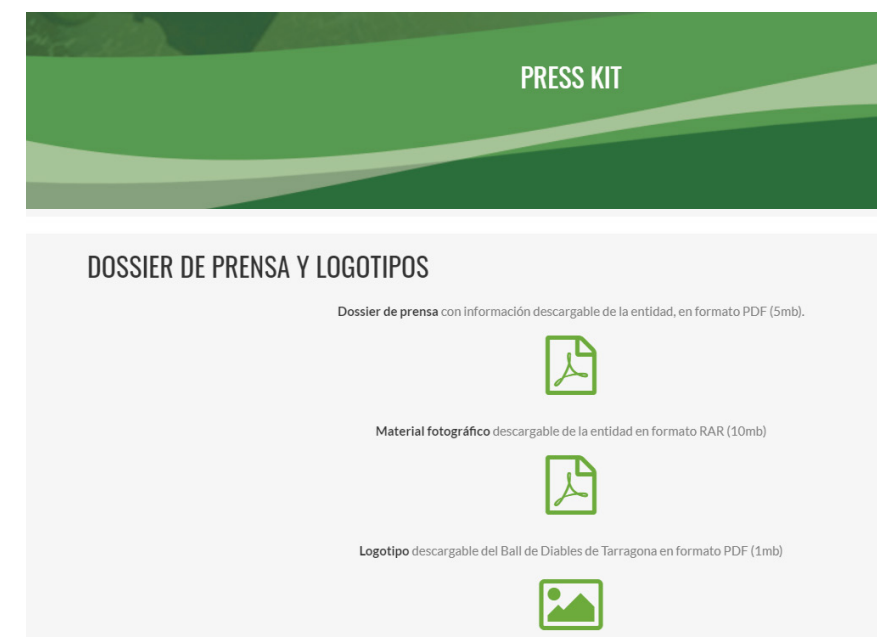 PRESS KIT
DOSSIER DE PRENSA Y LOGOTIPOS
Dossier de prensa con información descargable de la entidad, en formato PDF (5mb).
Material fotográfico descargable de la entidad en formato RAR (10mb)
Logotipo descargable del Ball de Diables de Tarragona en formato PDF (1mb)